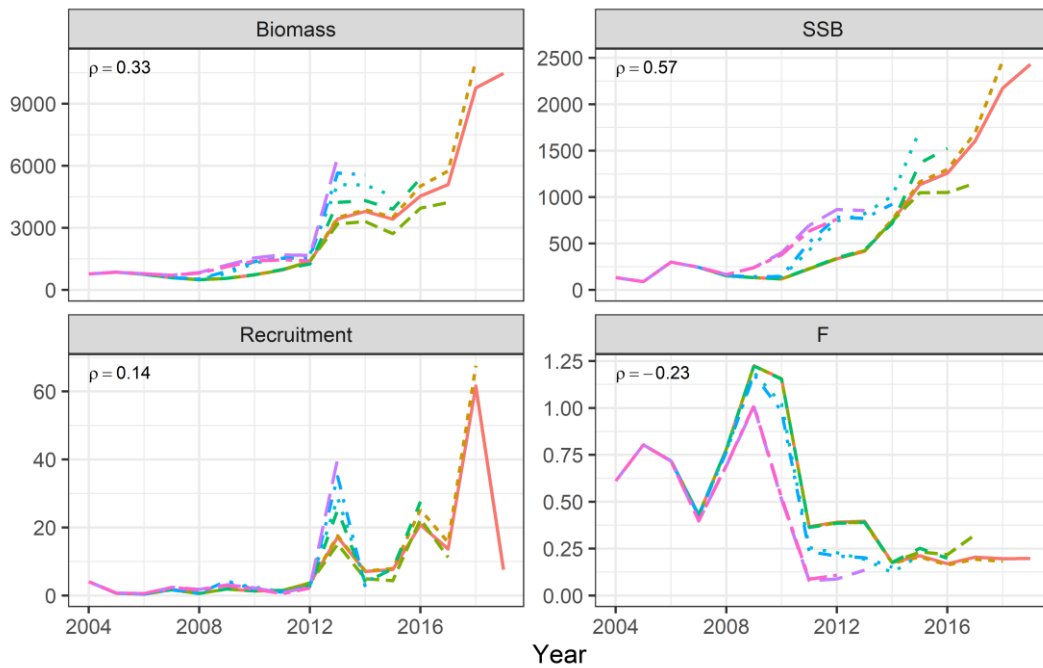 Biomass
SSB
ρ = 0.33
ρ = 0.57
9000
6000
3000
0
2500
2000
1500
1000
500
0
Recruitment
F
ρ = 0.14
ρ = −0.23
60
40
20
0
1.25
1.00
0.75
0.50
0.25
0.00
2004 2008 2012 2016
2004 2008 2012 2016
Year